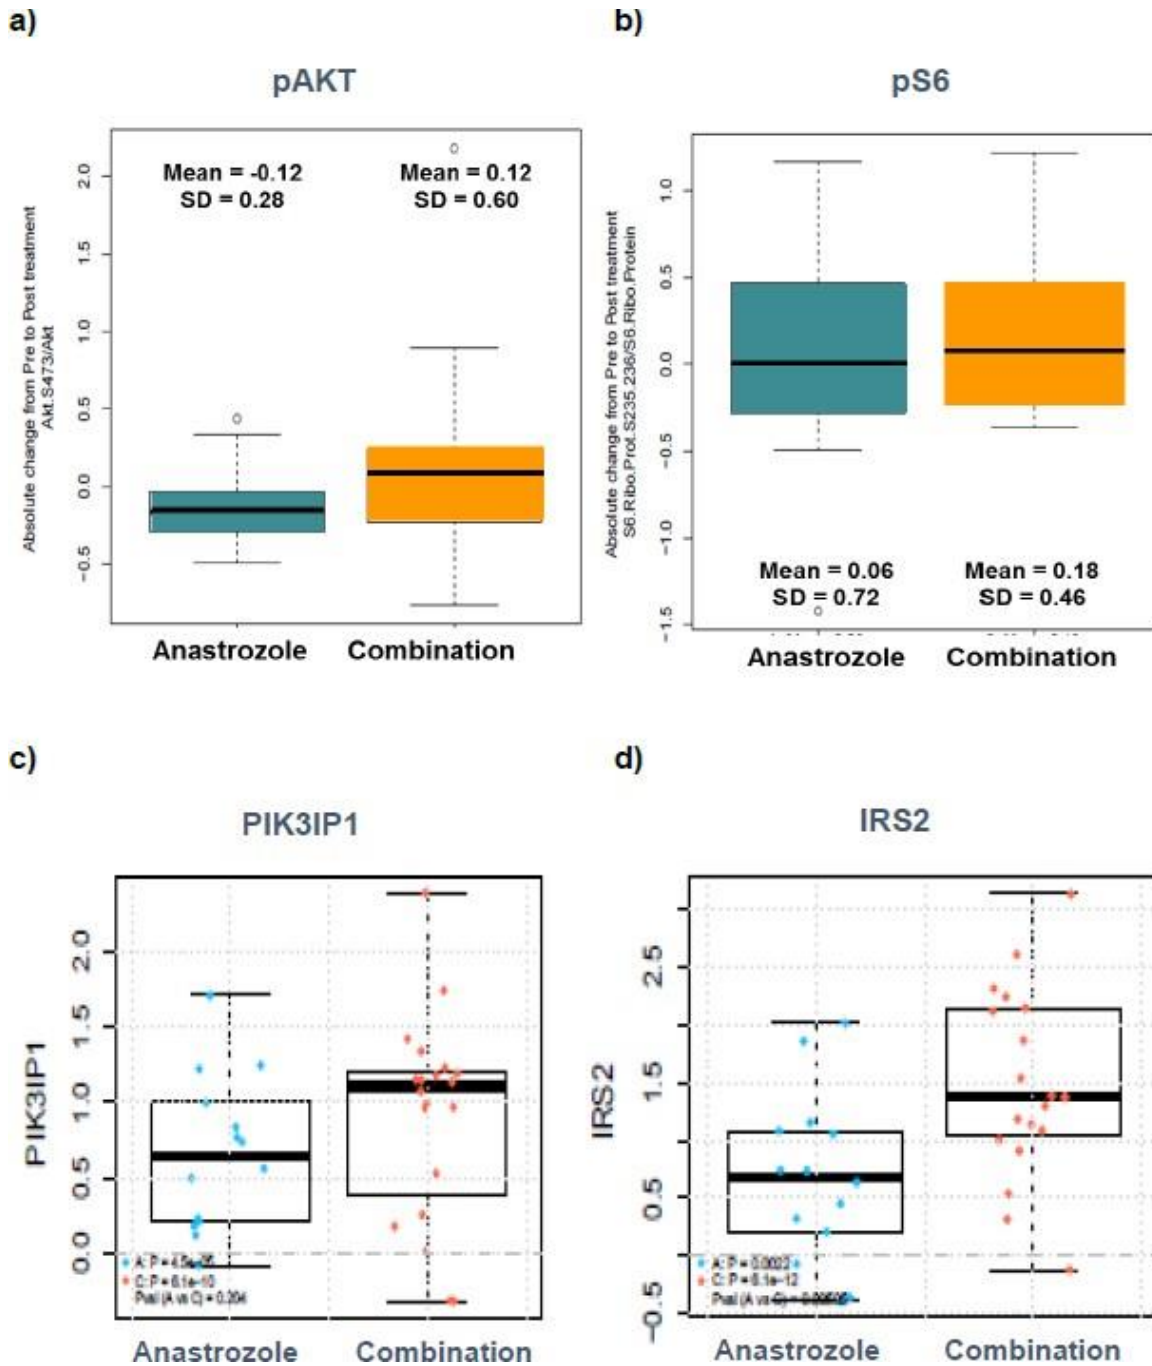 a)
pAKT
Absolute change from Pre to Post treatment
Akt.S473/Akt
2.0
1.5
1.0
0.5
0.0
−0.5
Mean = -0.12
SD = 0.28
Mean = 0.12
SD = 0.60
Anastrozole
Combination
b)
pS6
Absolute change from Pre to Post treatment
S6.Ribo.Prot.S235.236/S6.Ribo.Protein
1.0
0.5
0.0
−0.5
−1.0
−1.5
Mean = 0.06
SD = 0.72
Mean = 0.18
SD = 0.46
Anastrozole
Combination
c)
PIK3IP1
PIK3IP1
2.0
1.5
1.0
0.5
0.0
A: P =
C: P = 6.1e−10
Pval (A vs C) = 0.204
Anastrozole
Combination
d)
IRS2
IRS2
2.5
1.5
0.5
−0.5
A: P = 0.0022
C: P = 6.1e−12
Pval (A vs C) =
Anastrozole
Combination